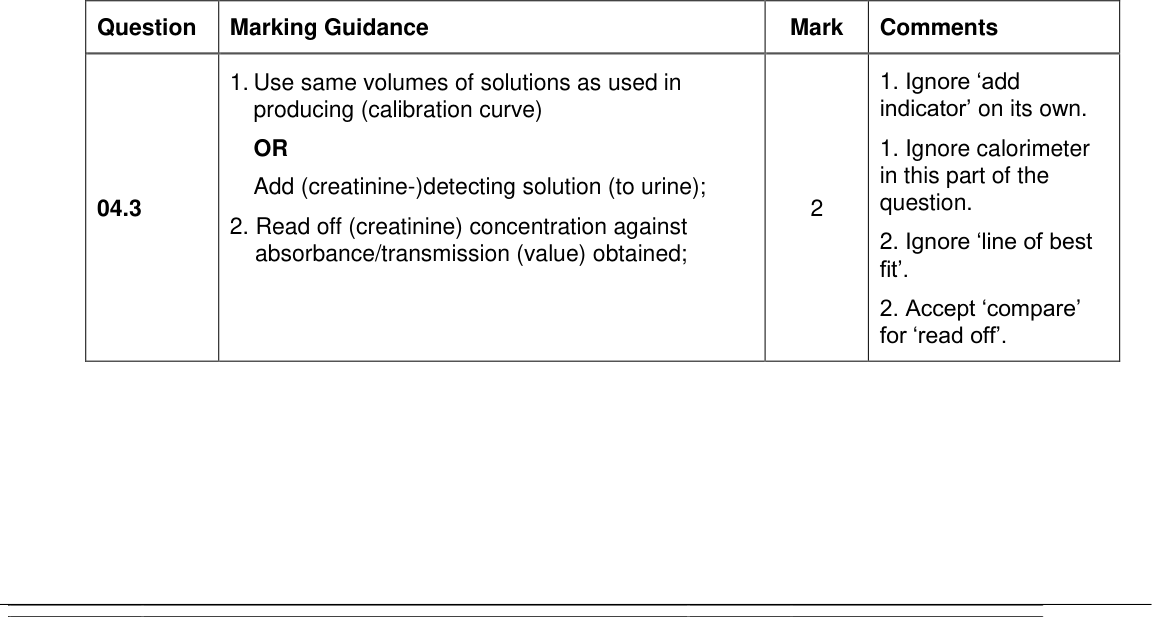 Question Marking Guidance Mark Comments
04.3
1. Use same volumes of solutions as used in
producing (calibration curve)
OR
Add (creatinine-)detecting solution (to urine);
2. Read off (creatinine) concentration against
absorbance/transmission (value) obtained;
2
1. Ignore ‘add
indicator’ on its own.
1. Ignore calorimeter
in this part of the
question.
2. Ignore ‘line of best
fit’.
2. Accept ‘compare’
for ‘read off’.